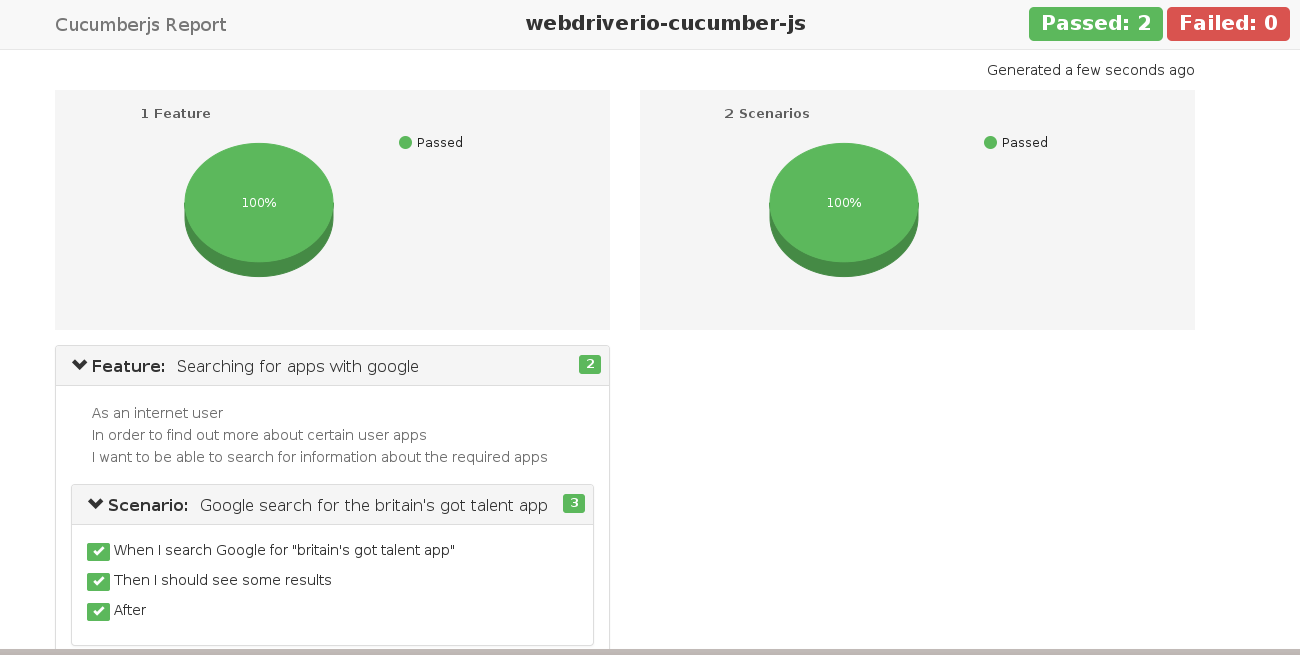 Cucumberjs Report
webdriverio-cucumber-js
Passed: 2 Failed: 0
Generated a few seconds ago
1 Feature
Passed
100%
2 Scenarios
Passed
100%
Feature: Searching for apps with google 2
As an internet user
In order to find out more about certain user apps
I want to be able to search for information about the required apps
Scenario: Google search for the britain's got talent app 3
When I search Google for "britain's got talent app"
Then I should see some results
After